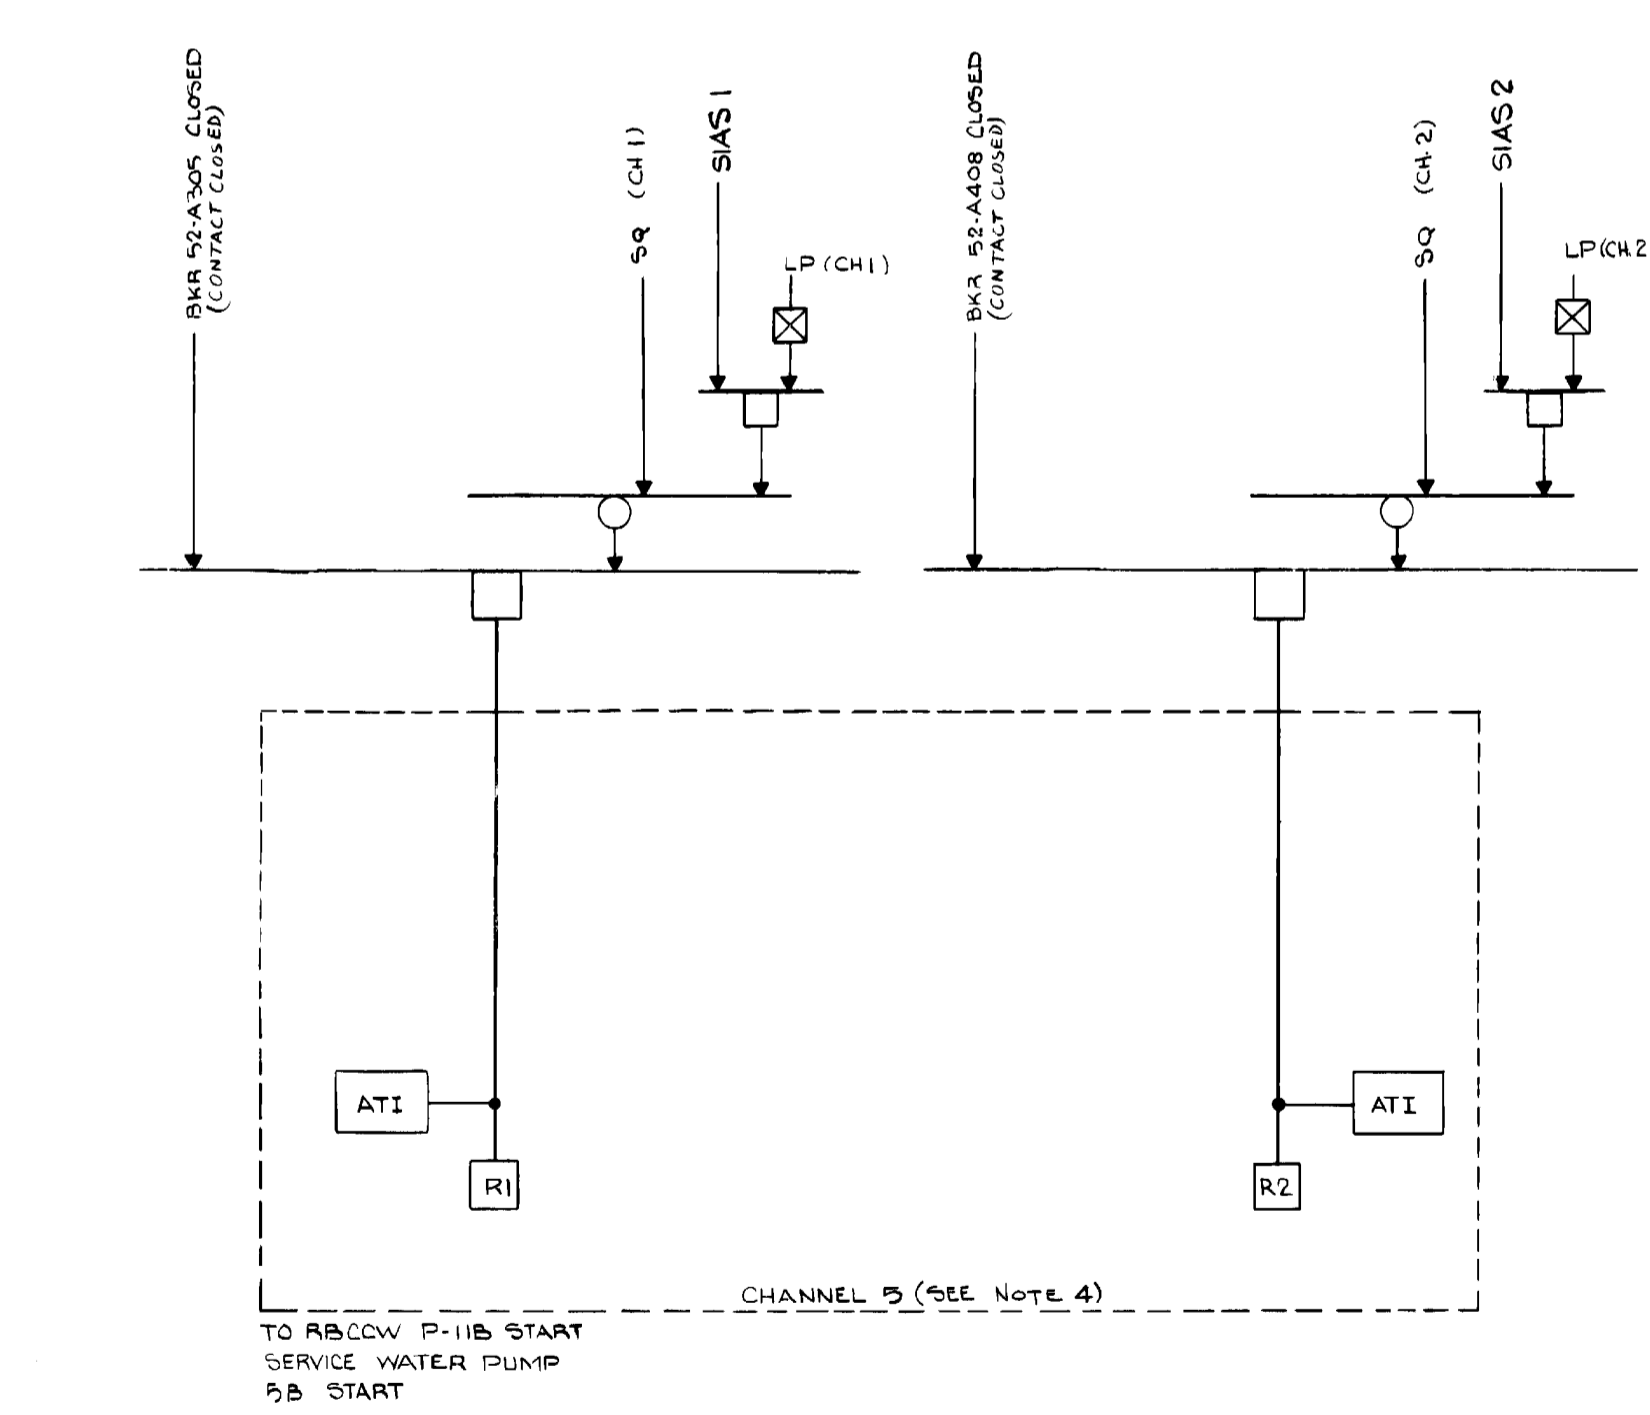 BKR 52-A305 CLOSED
(CONTACT CLOSED)
SQ (CH 1)
SIAS 1
LP (CH 1)
BKR 52-A408 CLOSED
(CONTACT CLOSED)
SQ (CH. 2)
SIAS 2
LP (CH. 2
ATI
R1
ATI
R2
CHANNEL 5 (SEE NOTE 4)
TO RBCCW P-11B START
SERVICE WATER PUMP
5B START